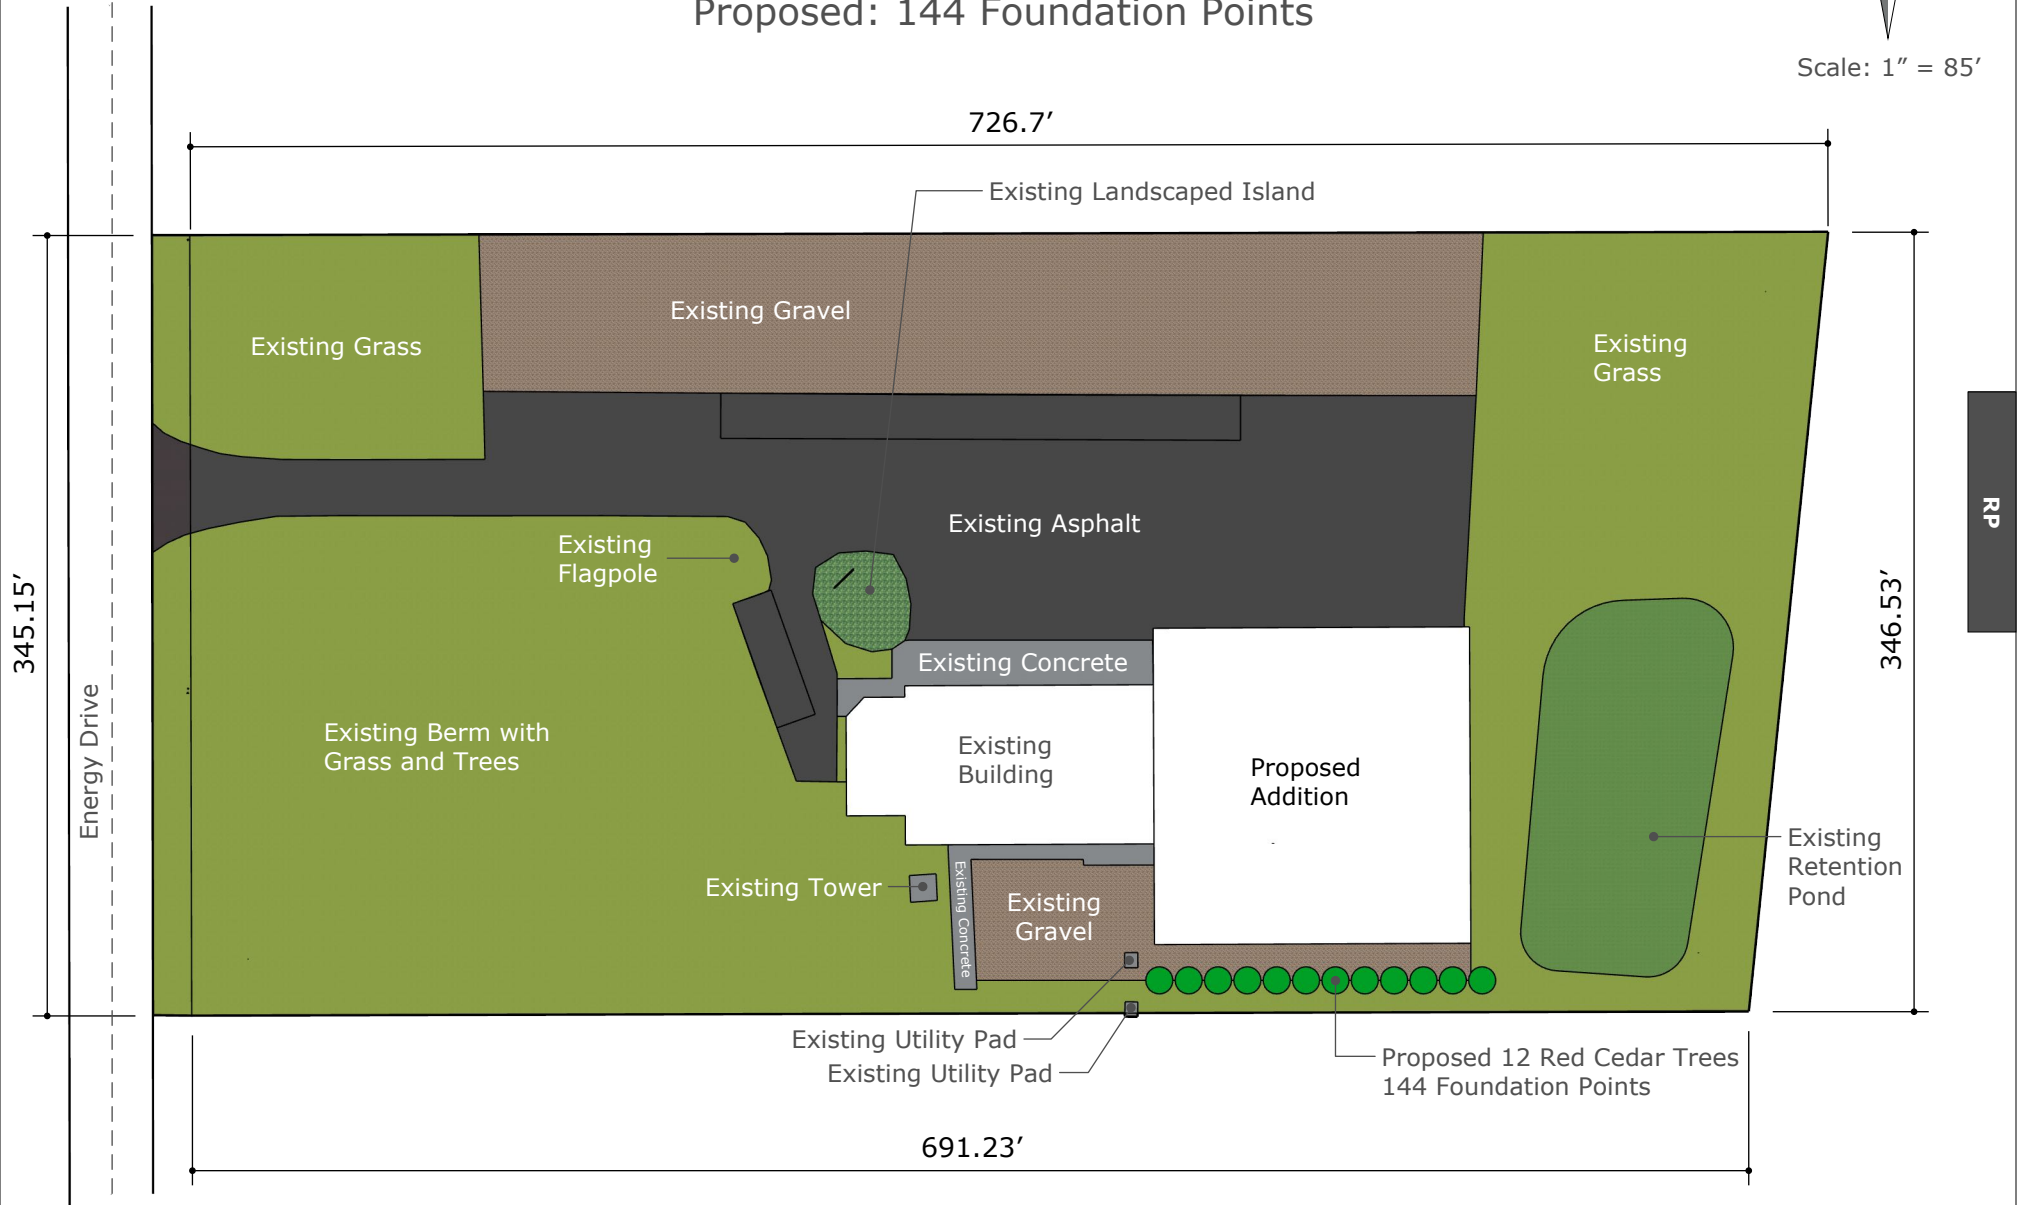 Proposed: 144 Foundation Points
Scale: 1” = 85’
726.7’
Existing Landscaped Island
Existing Gravel
Existing Grass
Existing
Grass
RP
Existing Asphalt
Existing
Flagpole
345.15’
346.53’
Existing Concrete
Energy Drive
Existing Berm with
Grass and Trees
Existing
Building
Proposed
Addition
Existing
Retention
Pond
Existing Tower
Existing Concrete
Existing
Gravel
Existing Utility Pad
Existing Utility Pad
Proposed 12 Red Cedar Trees
144 Foundation Points
691.23’